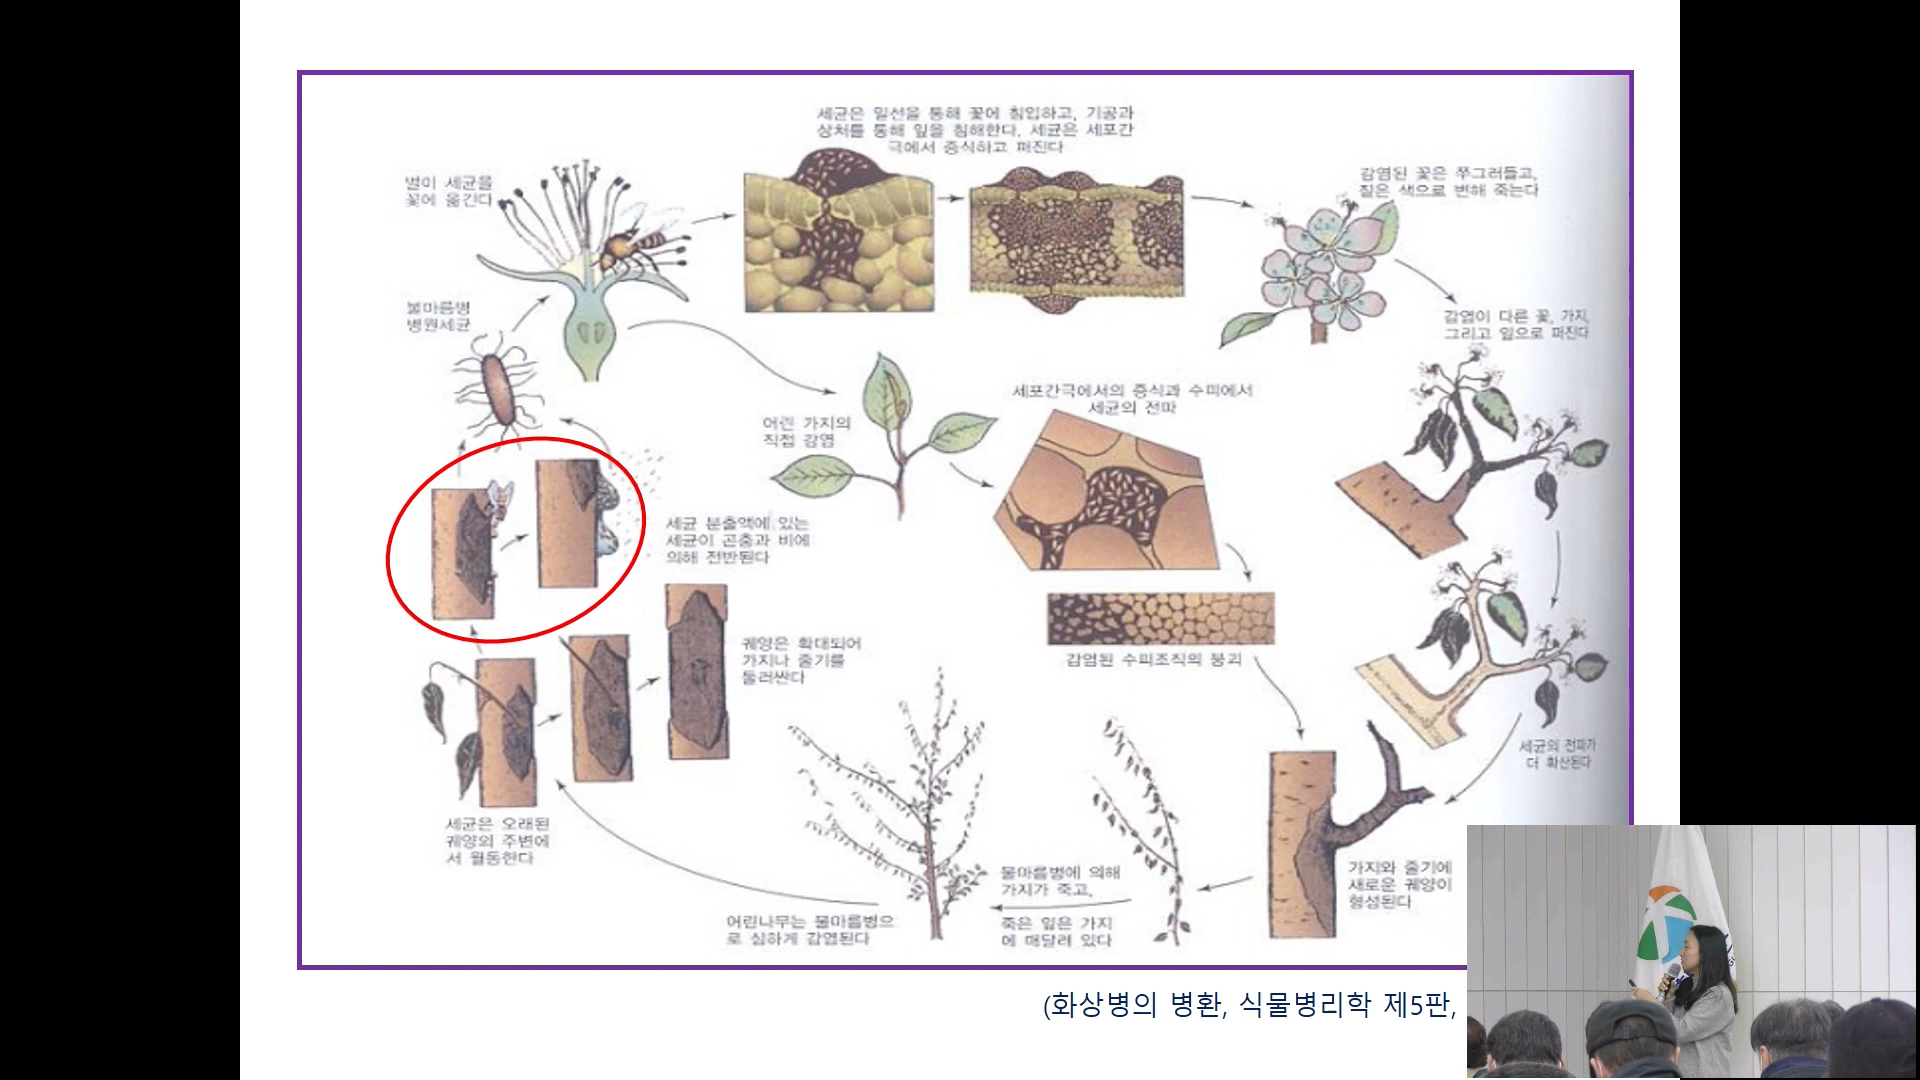 세균은 밀선을 통해 꽃에 침입하고, 기공과
상처를 통해 잎을 침해한다. 세균은 세포간
극에서 증식하고 퍼진다
벌이 세균을
꽃에 옮긴다
감염된 꽃은 쭈그러들고,
짙은 색으로 변해 죽는다
불마름병
병원세균
감염이 다른 꽃, 가지,
그리고 잎으로 퍼진다
세포간극에서의 증식과 수피에서
세균의 전파
어린 가지의
직접 감염
세균 분출액에 있는
세균이 곤충과 비에
의해 전반된다
궤양은 확대되어
가지나 줄기를
둘러싼다
감염된 수피조직의 붕괴
세균의 전파가
더 확산된다
세균은 오래된
궤양의 주변에
서 월동한다
불마름병에 의해
가지가 죽고,
죽은 잎은 가지
에 매달려 있다
가지와 줄기에
새로운 궤양이
형성된다
어린나무는 불마름병으
로 심하게 감염된다
(화상병의 병환, 식물병리학 제5판,